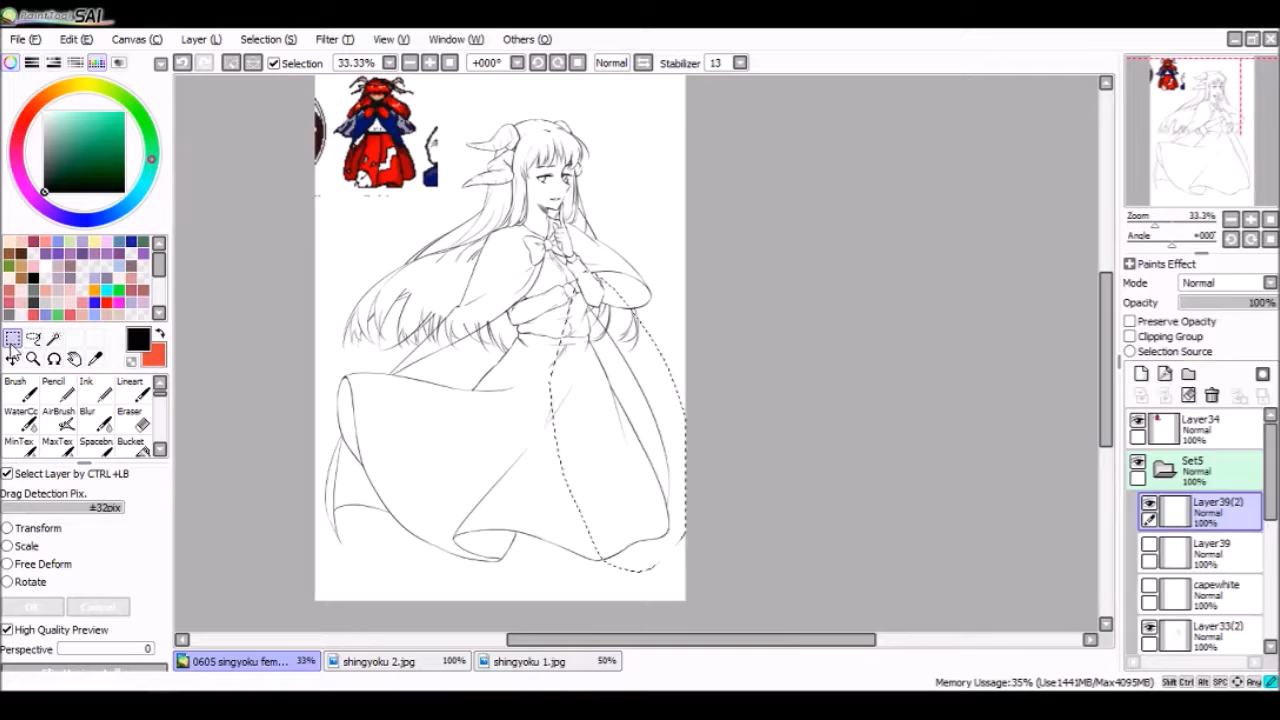 PaintTool SAI
File (F) Edit (E) Canvas (C) Layer (L) Selection (S) Filter (T) View (V) Window (W) Others (O)
Selection 33.33% +000° Normal Stabilizer 13
Zoom 33.3%
Angle +000°
Paints Effect
Mode Normal
Opacity 100%
Preserve Opacity
Clipping Group
Selection Source
Brush Pencil Ink Lineart
WaterCo AirBrush Blur Eraser
MinTex MaxTex Spacebn Bucket
Select Layer by CTRL+LB
Drag Detection Pix.
±32pix
Transform
Scale
Free Deform
Rotate
OK Cancel
High Quality Preview
Perspective 0
Layer34
Normal
100%
Set5
Normal
100%
Layer39(2)
Normal
100%
Layer39
Normal
100%
capewhite
Normal
100%
Layer33(2)
Normal
100%
0605 singyoku fem... 33% shingyoku 2.jpg 100% shingyoku 1.jpg 50%
Memory Ussage:35% (Use1441MB/Max4095MB) Shift Ctrl Alt SPC Any